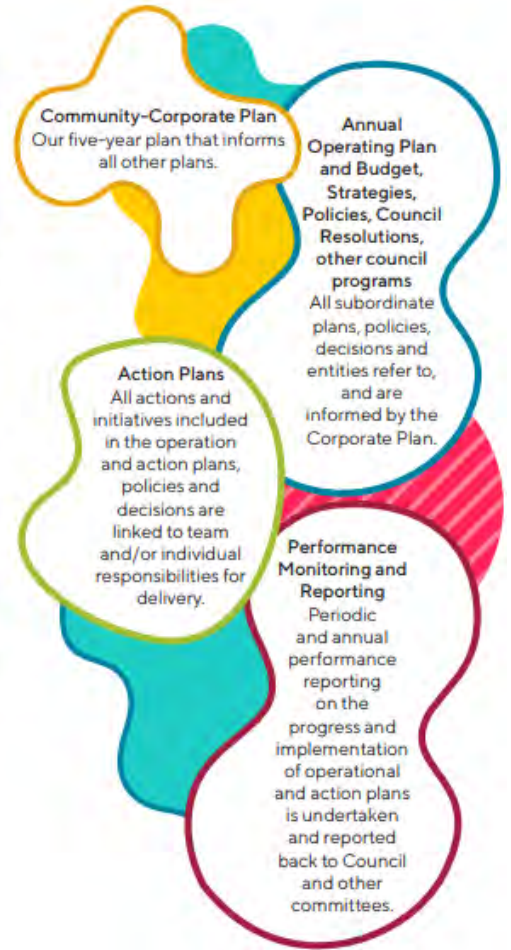 Community-Corporate Plan
Our five-year plan that informs
all other plans.
Annual
Operating Plan
and Budget,
Strategies,
Policies, Council
Resolutions,
other council
programs
All subordinate
plans, policies,
decisions and
entities refer to,
and are
informed by the
Corporate Plan.
Action Plans
All actions and
initiatives included
in the operation
and action plans,
policies and
decisions are
linked to team
and/or individual
responsibilities for
delivery.
Performance
Monitoring and
Reporting
Periodic
and annual
performance
reporting
on the
progress and
implementation
of operational
and action plans
is undertaken
and reported
back to Council
and other
committees.